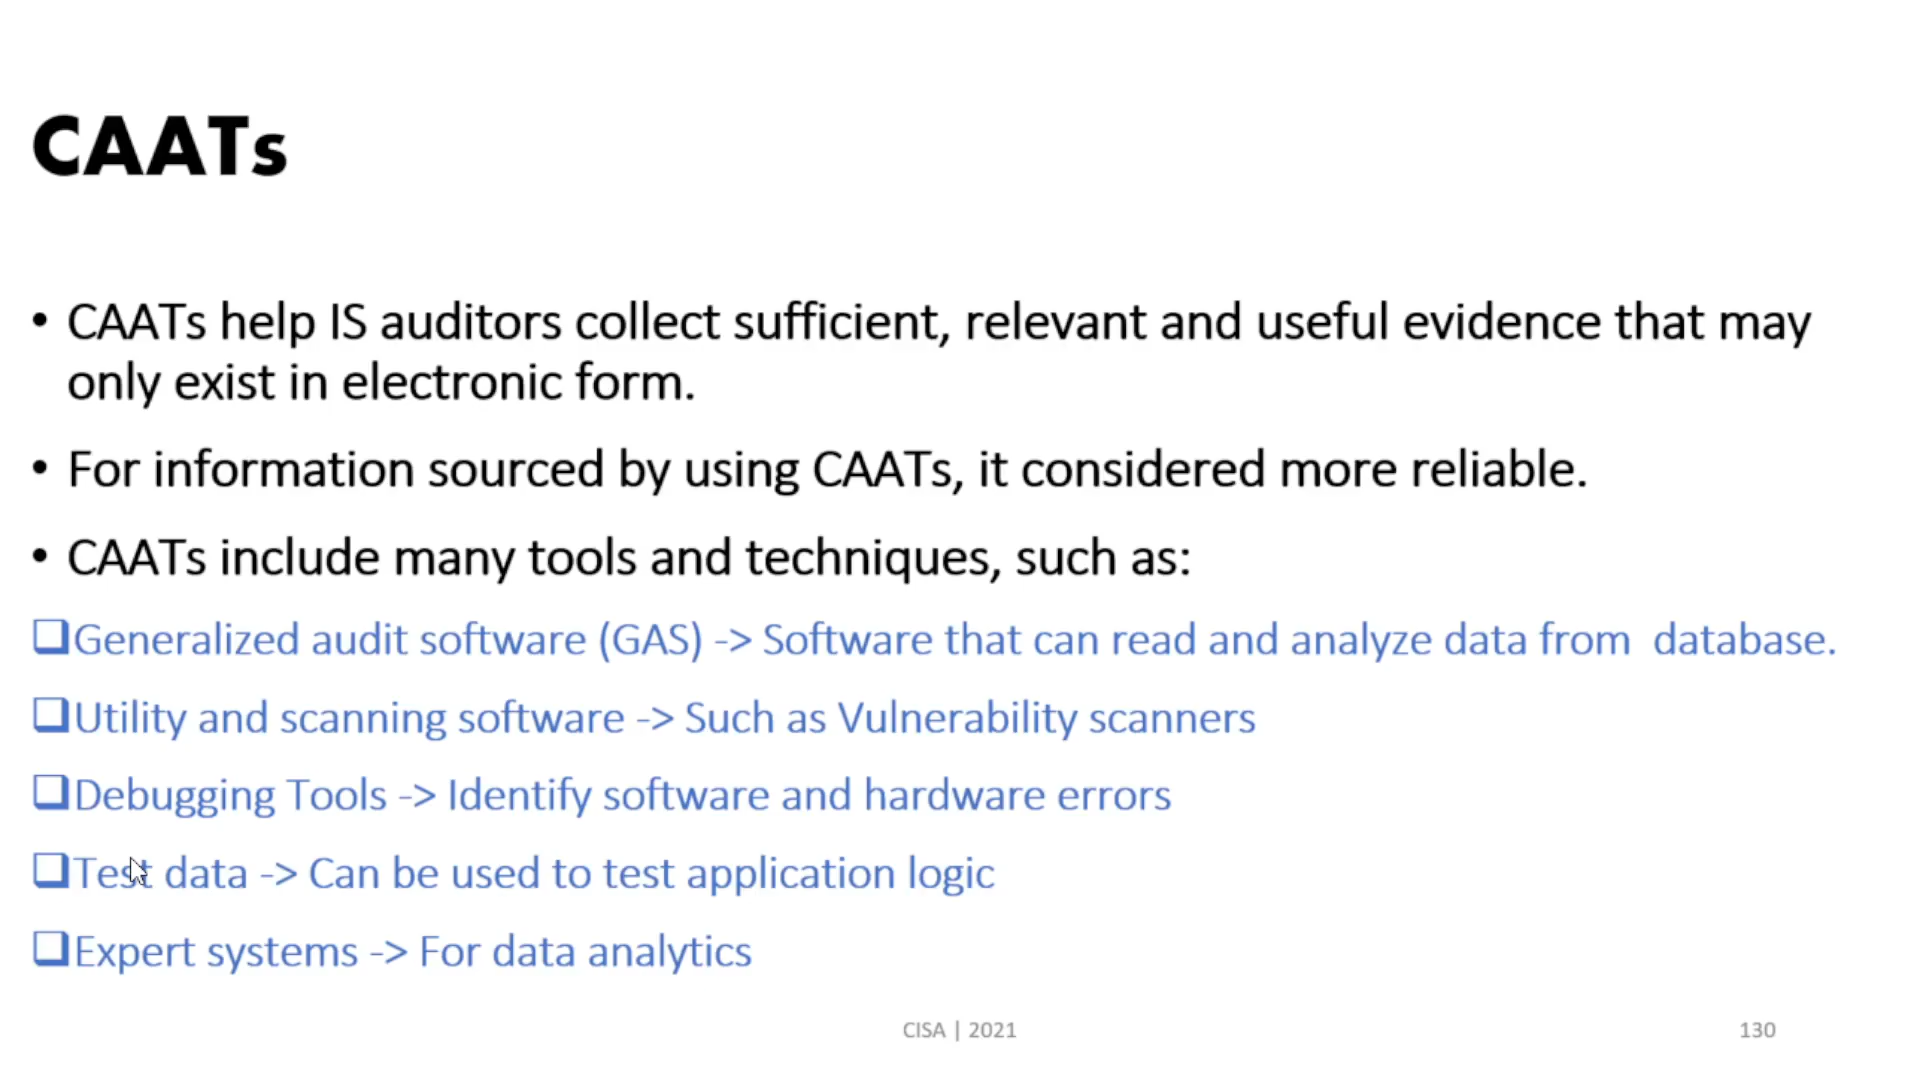 CAATs
• CAATs help IS auditors collect sufficient, relevant and useful evidence that may
only exist in electronic form.
• For information sourced by using CAATs, it considered more reliable.
• CAATs include many tools and techniques, such as:
❑Generalized audit software (GAS) -> Software that can read and analyze data from database.
❑Utility and scanning software -> Such as Vulnerability scanners
❑Debugging Tools -> Identify software and hardware errors
❑Test data -> Can be used to test application logic
❑Expert systems -> For data analytics
CISA | 2021
130